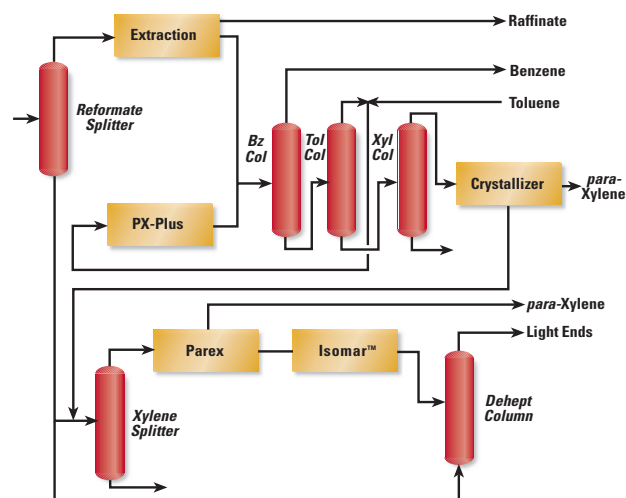 Extraction
Raffinate
Reformate
Splitter
Benzene
Toluene
Bz
Col
Tol
Col
Xyl
Col
Crystallizer
para-
Xylene
PX-Plus
para-Xylene
Light Ends
Parex
Isomar™
Xylene
Splitter
Dehept
Column